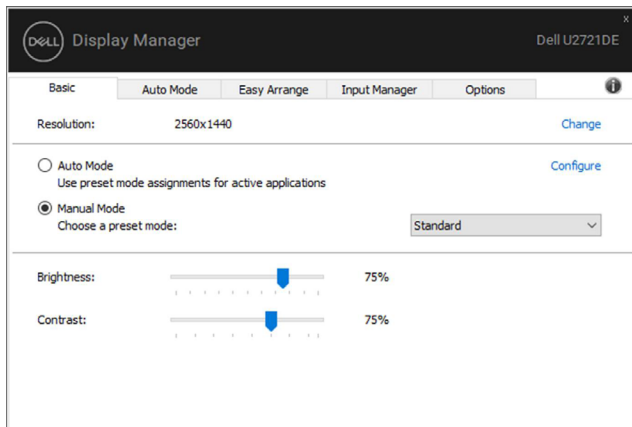 x
DELL Display Manager Dell U2721DE
Basic Auto Mode Easy Arrange Input Manager Options i
Resolution: 2560x1440 Change
Auto Mode Configure
Use preset mode assignments for active applications
Manual Mode
Choose a preset mode: Standard
Brightness: 75%
Contrast: 75%